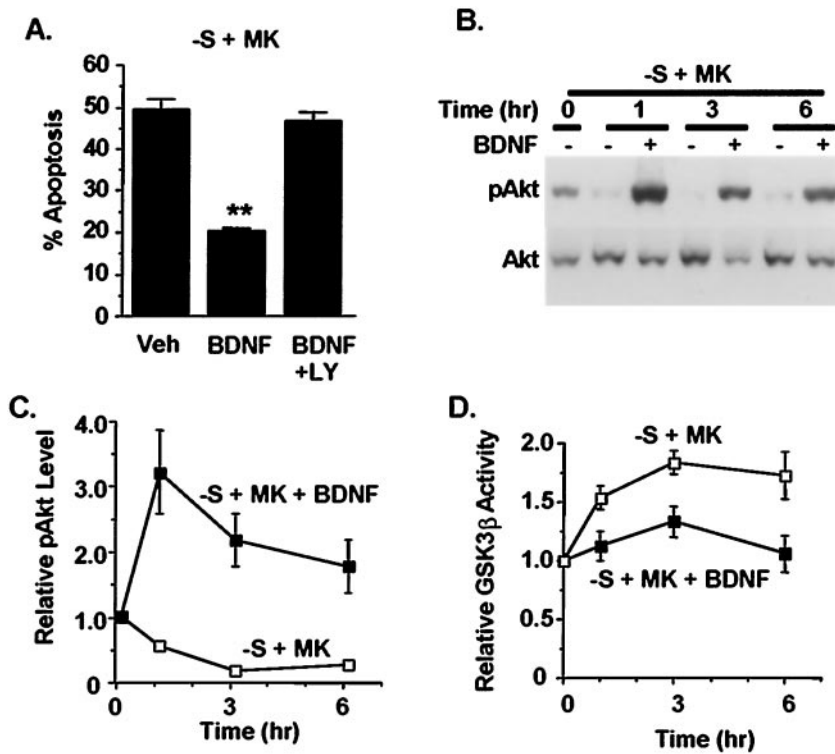 A.
-S + MK
% Apoptosis
60
50
40
30
20
10
0
**
Veh BDNF BDNF
+LY
B.
-S + MK
Time (hr) 0 1 3 6
BDNF - - + - + - +
pAkt
Akt
C.
Relative pAkt Level
4.0
3.0
2.0
1.0
0
-S + MK + BDNF
-S + MK
0 3 6
Time (hr)
D.
Relative GSK3β Activity
2.0
1.5
1.0
0.5
0
-S + MK
-S + MK + BDNF
0 3 6
Time (hr)